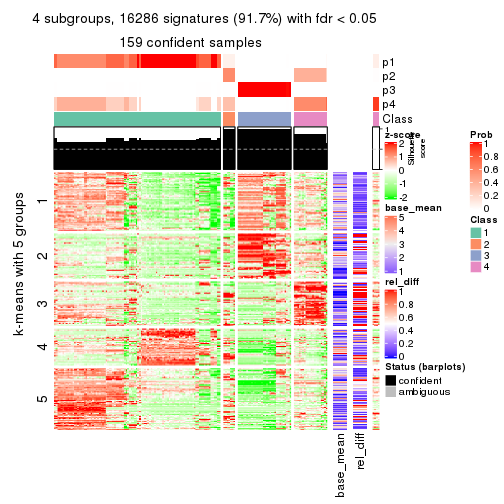 4 subgroups, 16286 signatures (91.7%) with fdr < 0.05
159 confident samples
p1
p2
p3
p4
Class
1
Silhouette
score
z-score
2
1
0
-1
-2
base_mean
5
4
3
2
1
rel_diff
1
0.8
0.6
0.4
0.2
0
Status (barplots)
confident
ambiguous
Prob
1
0.8
0.6
0.4
0.2
0
Class
1
2
3
4
k-means with 5 groups
1
2
3
4
5
base_mean
rel_diff